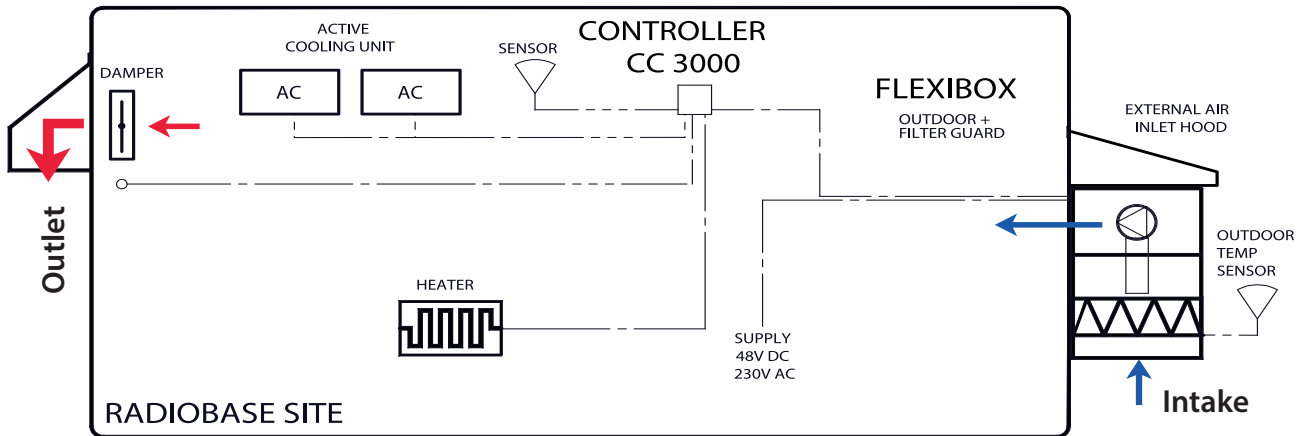 ACTIVE
COOLING UNIT
DAMPER
AC
AC
SENSOR
CONTROLLER
CC 3000
FLEXIBOX
OUTDOOR +
FILTER GUARD
EXTERNAL AIR
INLET HOOD
Outlet
OUTDOOR
TEMP
SENSOR
HEATER
SUPPLY
48V DC
230V AC
Intake
RADIOBASE SITE